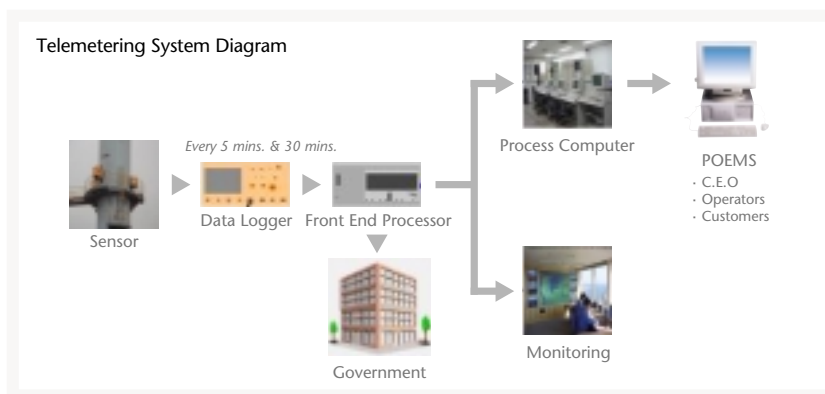 Telemetering System Diagram
Every 5 mins. & 30 mins.
Sensor
Data Logger
Front End Processor
Government
Process Computer
Monitoring
POEMS
· C.E.O
· Operators
· Customers